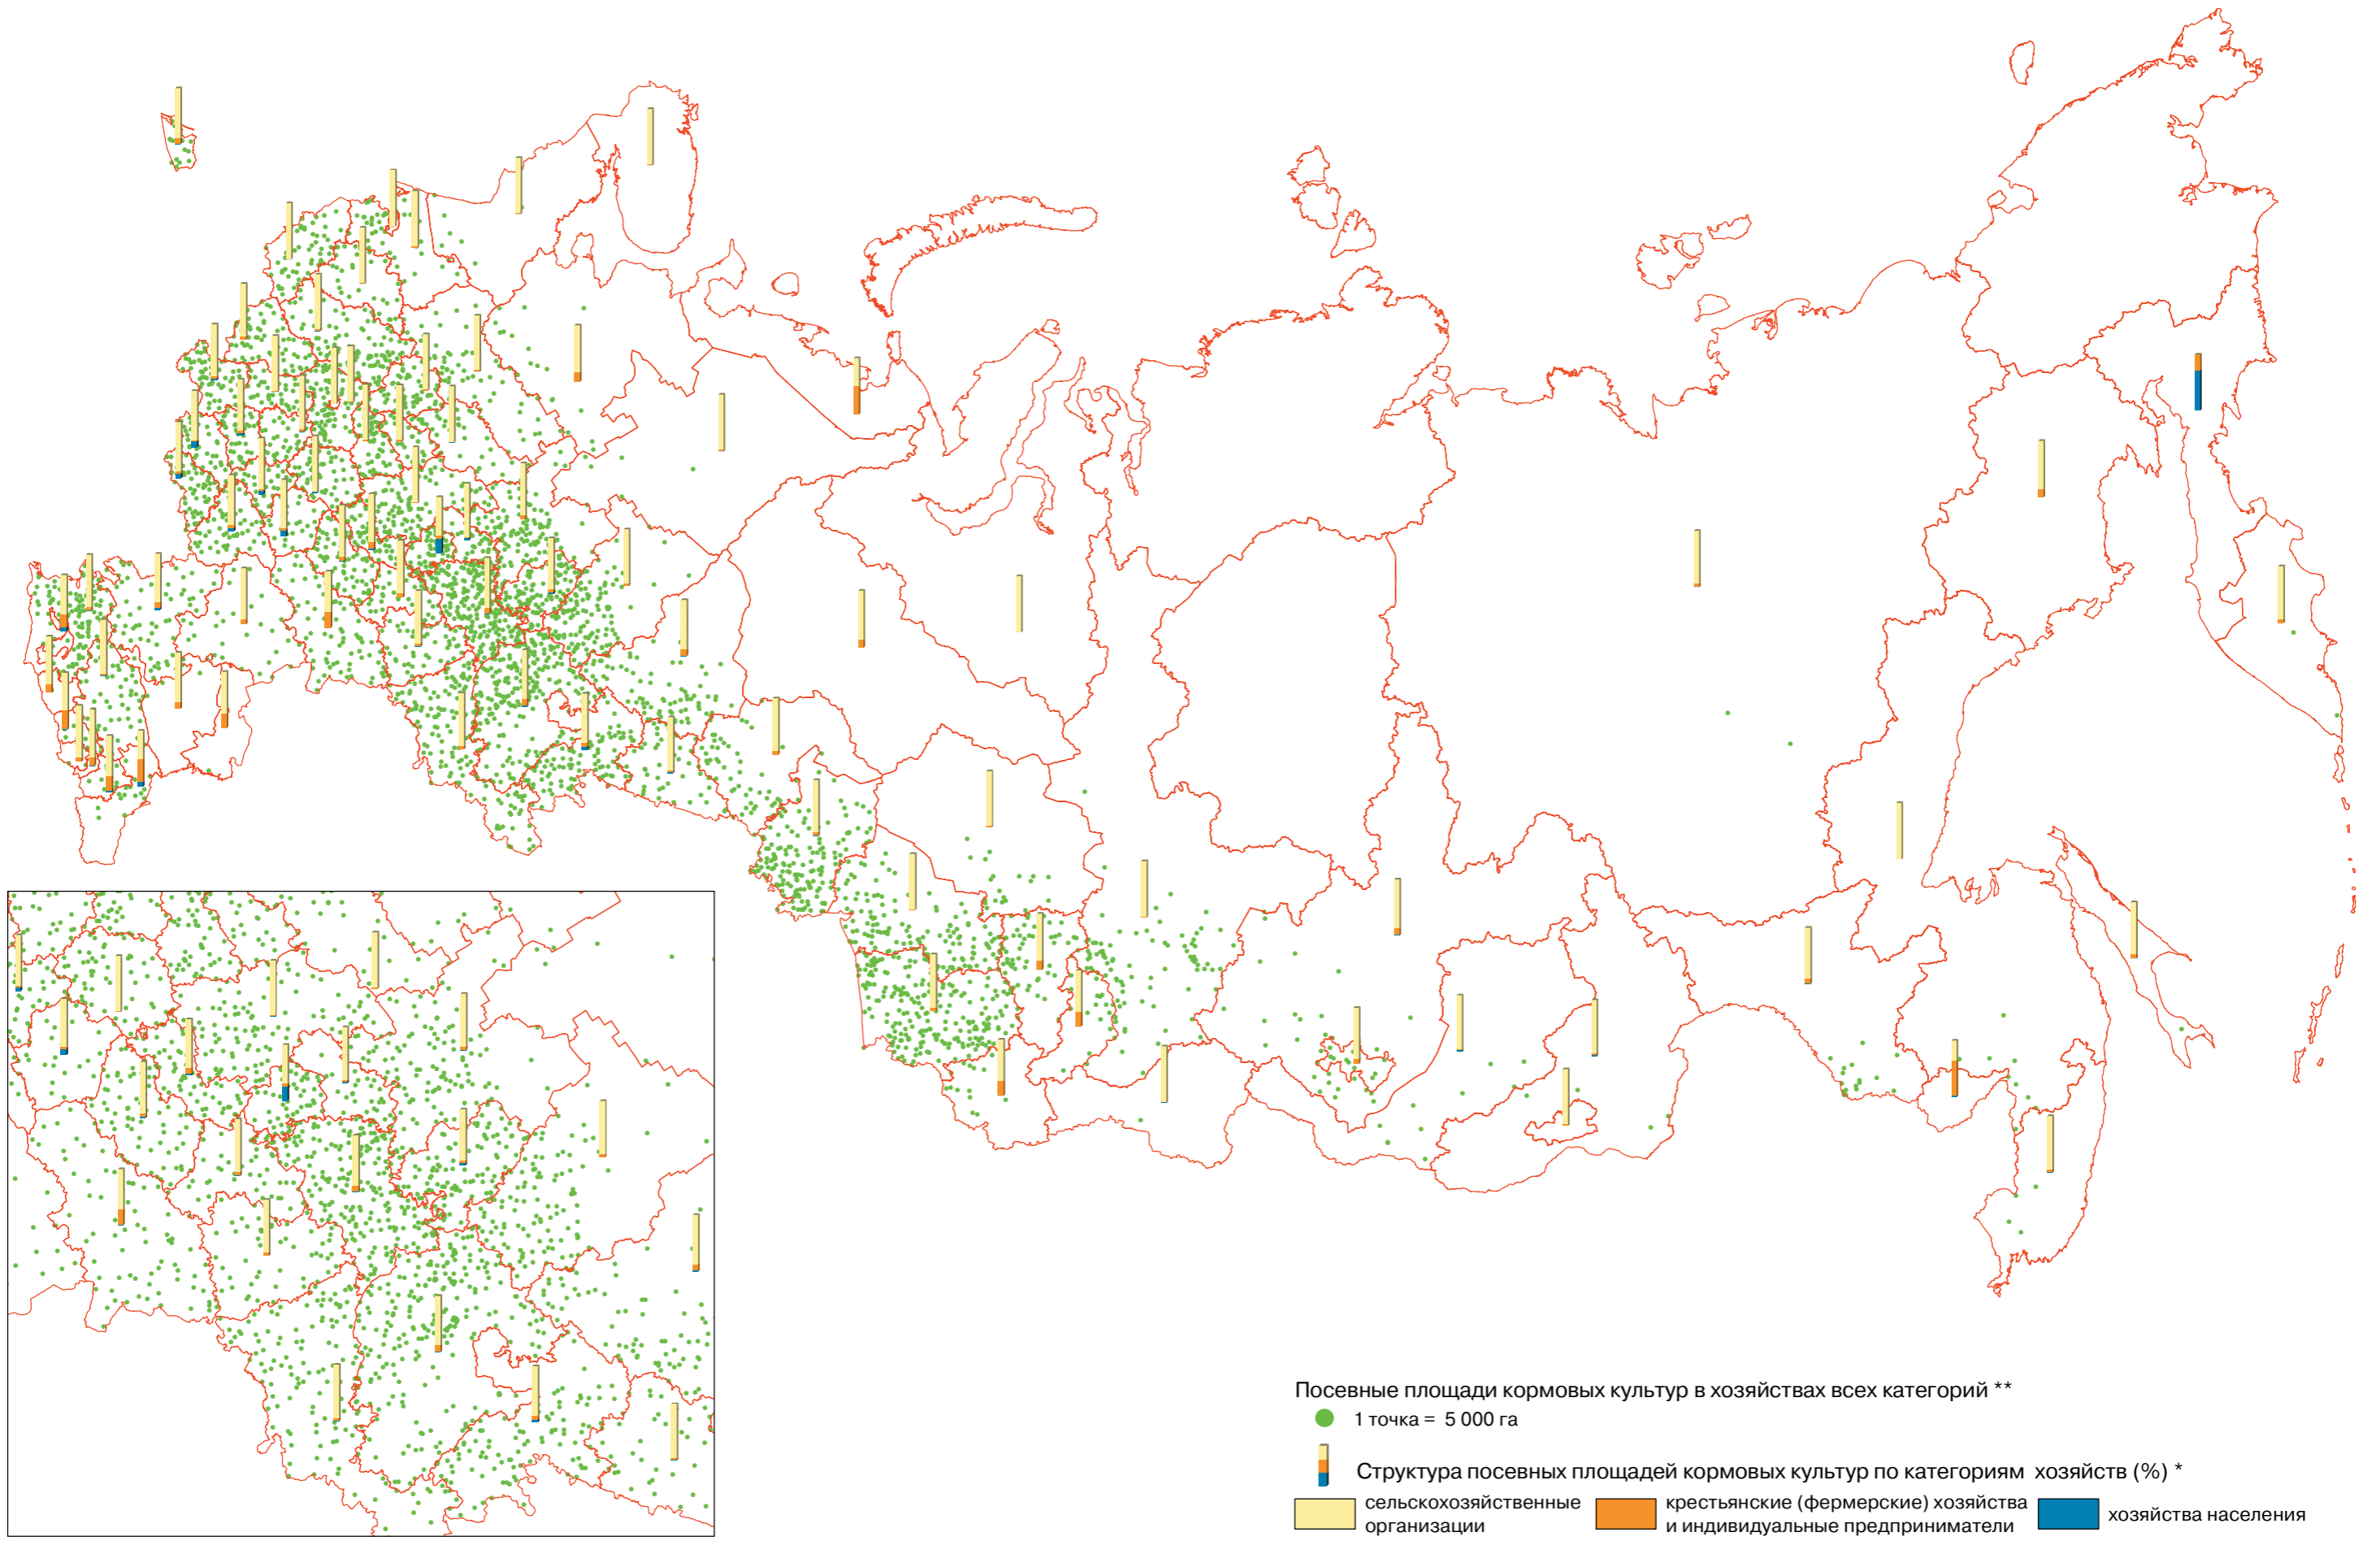 Посевные площади кормовых культур в хозяйствах всех категорий **
1 точка = 5 000 га
Структура посевных площадей кормовых культур по категориям хозяйств (%) *
сельскохозяйственные
организации
крестьянские (фермерские) хозяйства
и индивидуальные предприниматели
хозяйства населения